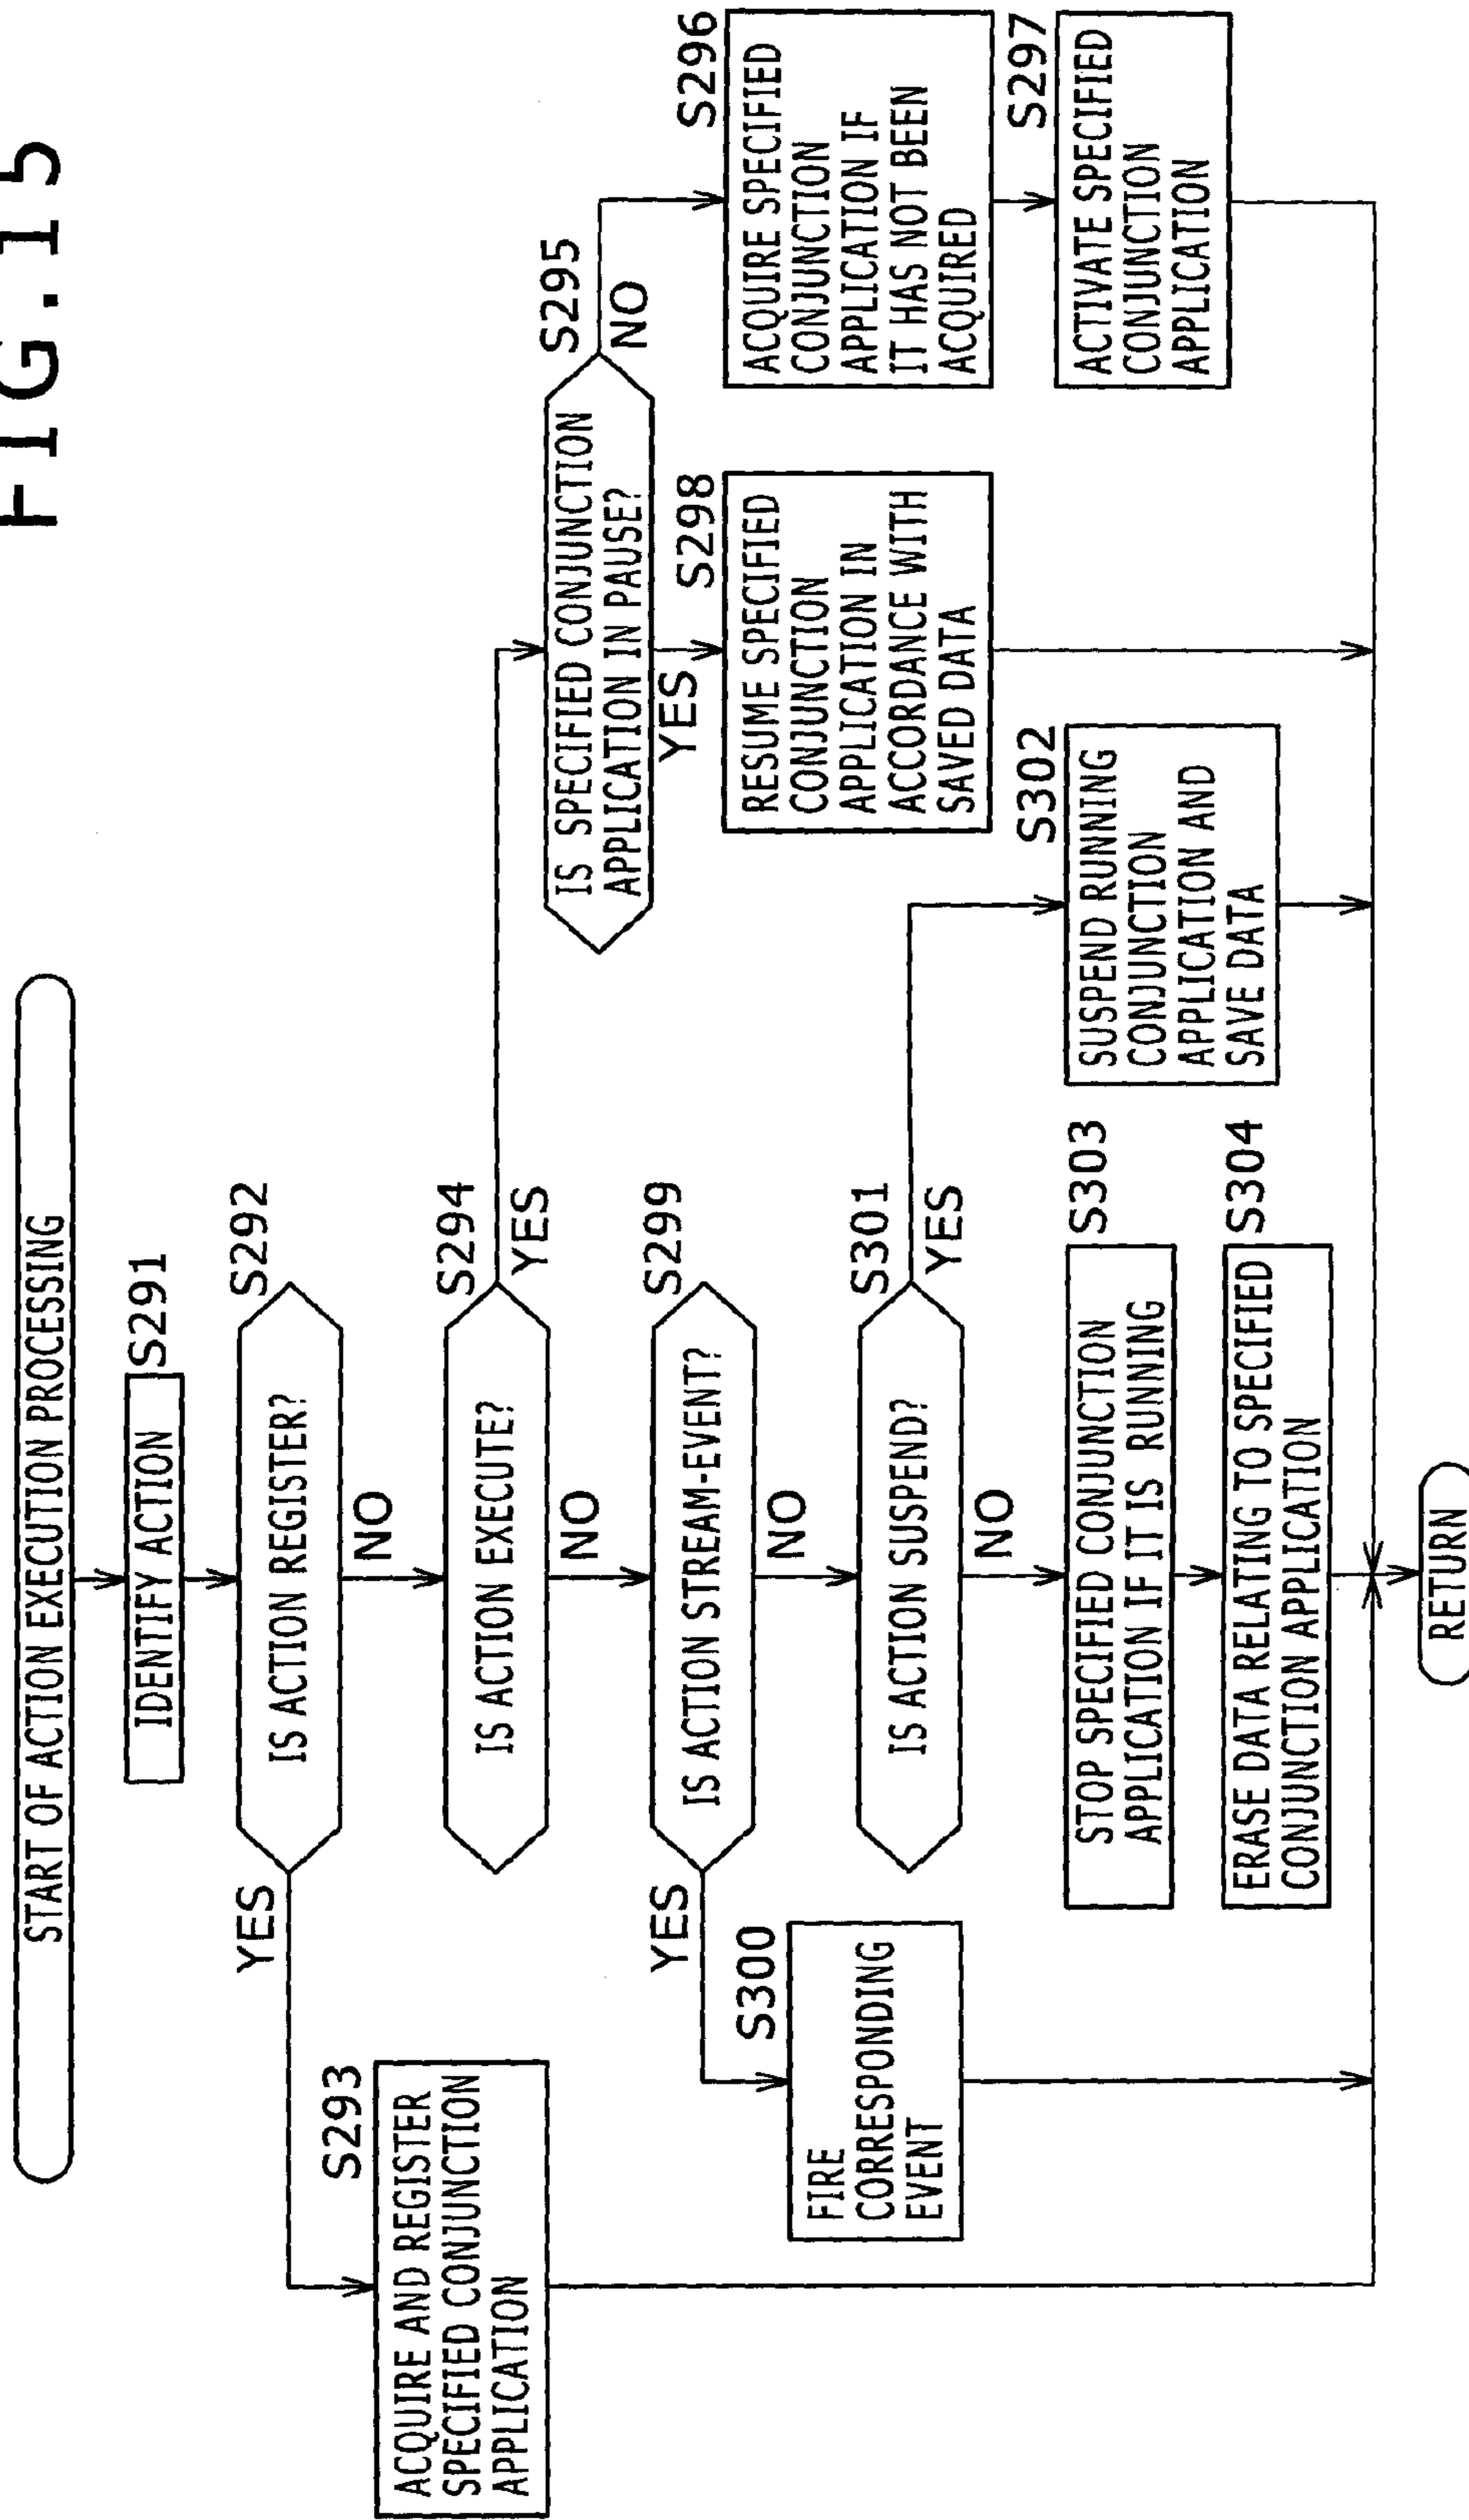 FIG.15
START OF ACTION EXECUTION PROCESSING
S291
IDENTIFY ACTION
S292
IS ACTION REGISTER?
YES
NO
S293
ACQUIRE AND REGISTER
SPECIFIED CONJUNCTION
APPLICATION
S294
IS ACTION EXECUTE?
YES
NO
S295
IS SPECIFIED CONJUNCTION
APPLICATION IN PAUSE?
NO
YES
S296
ACQUIRE SPECIFIED
CONJUNCTION
APPLICATION IF
IT HAS NOT BEEN
ACQUIRED
S297
ACTIVATE SPECIFIED
CONJUNCTION
APPLICATION
S298
RESUME SPECIFIED
CONJUNCTION
APPLICATION IN
ACCORDANCE WITH
SAVED DATA
S299
IS ACTION STREAM-EVENT?
YES
NO
S300
FIRE
CORRESPONDING
EVENT
S301
IS ACTION SUSPEND?
YES
NO
S302
SUSPEND RUNNING
CONJUNCTION
APPLICATION AND
SAVE DATA
S303
STOP SPECIFIED CONJUNCTION
APPLICATION IF IT IS RUNNING
S304
ERASE DATA RELATING TO SPECIFIED
CONJUNCTION APPLICATION
RETURN